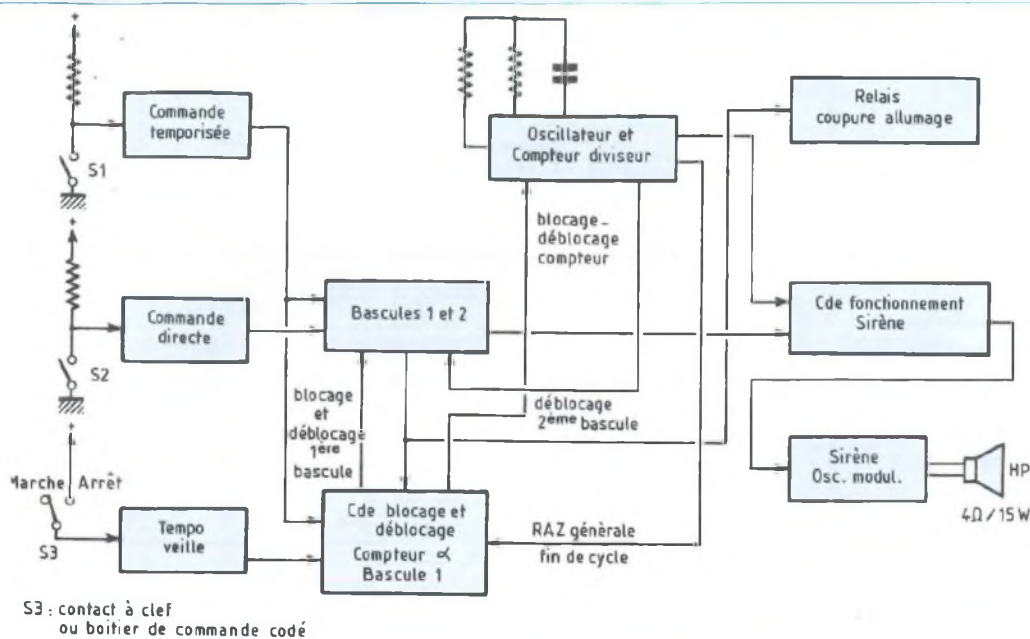 +
Commande
temporisée
S1
+
Commande
directe
S2
+
Marche
Arrêt
S3
Tempo
veille
S3 : contact à clef
ou boitier de commande codé
Oscillateur et
Compteur diviseur
blocage -
déblocage
compteur
Bascules 1 et 2
blocage
et
déblocage
1ère
bascule
déblocage
2ème bascule
Cde blocage et
déblocage
Compteur α
Bascule 1
RAZ génèrale
fin de cycle
Relais
coupure allumage
Cde fonctionnement
Sirène
Sirène
Osc. modul.
HP
4Ω/15W